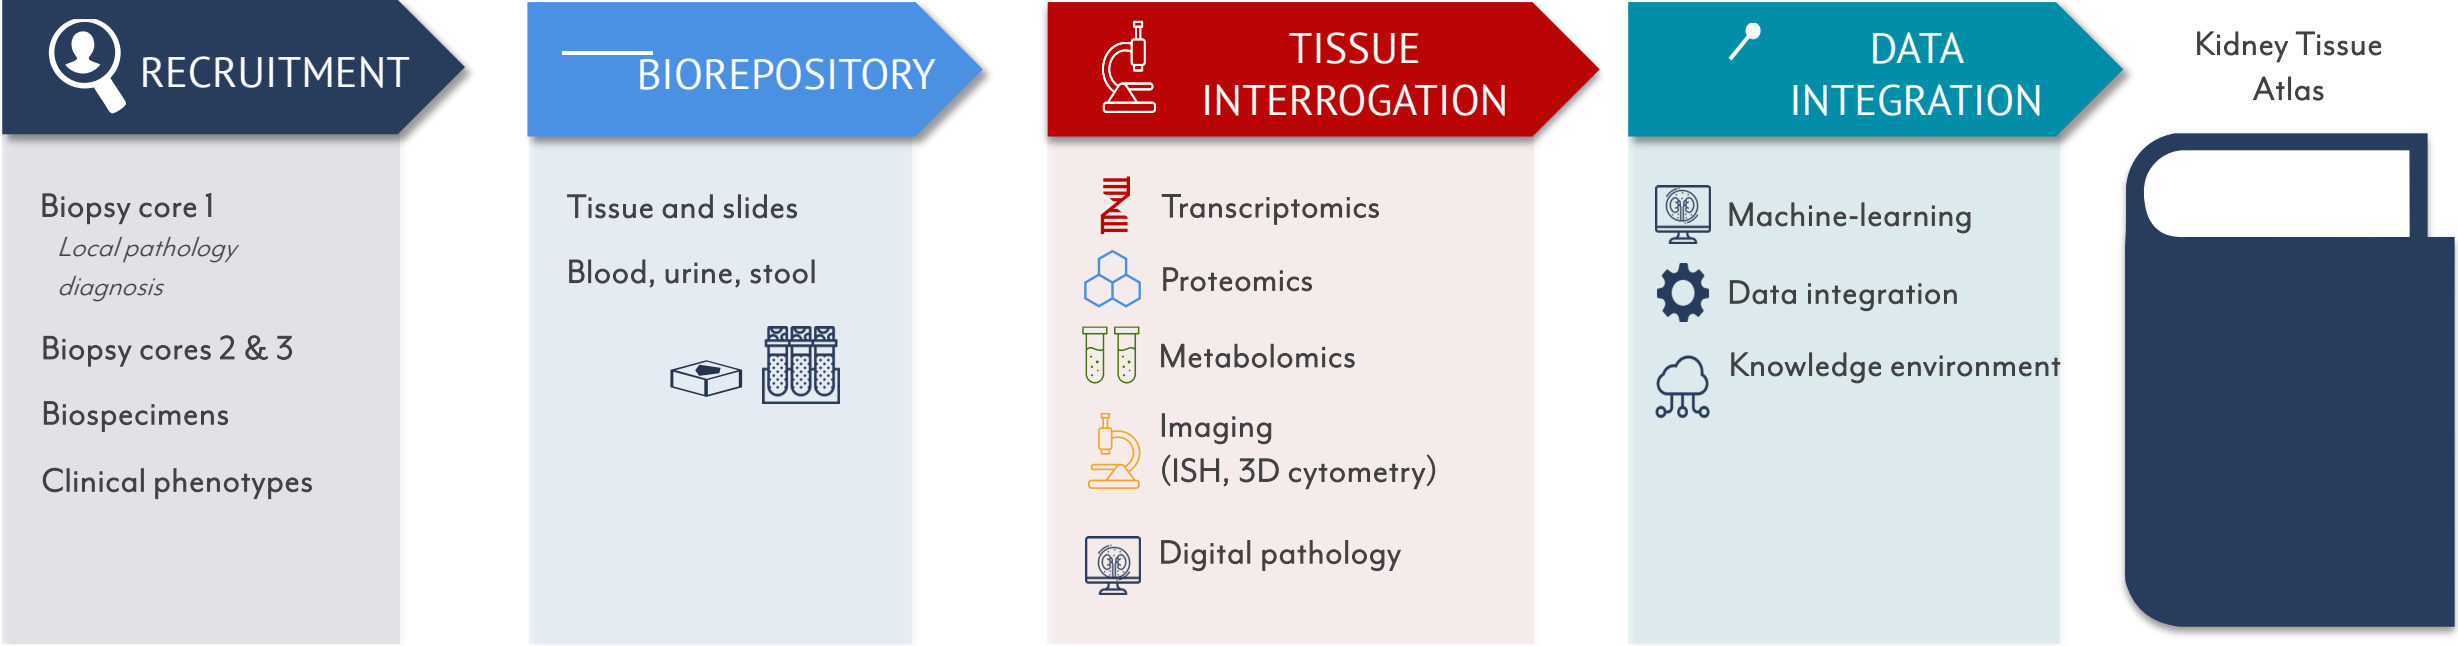 RECRUITMENT
Biopsy core 1
Local pathology
diagnosis
Biopsy cores 2 & 3
Biospecimens
Clinical phenotypes
BIOREPOSITORY
Tissue and slides
Blood, urine, stool
TISSUE
INTERROGATION
Transcriptomics
Proteomics
Metabolomics
Imaging
(ISH, 3D cytometry)
Digital pathology
DATA
INTEGRATION
Machine-learning
Data integration
Knowledge environment
Kidney Tissue
Atlas